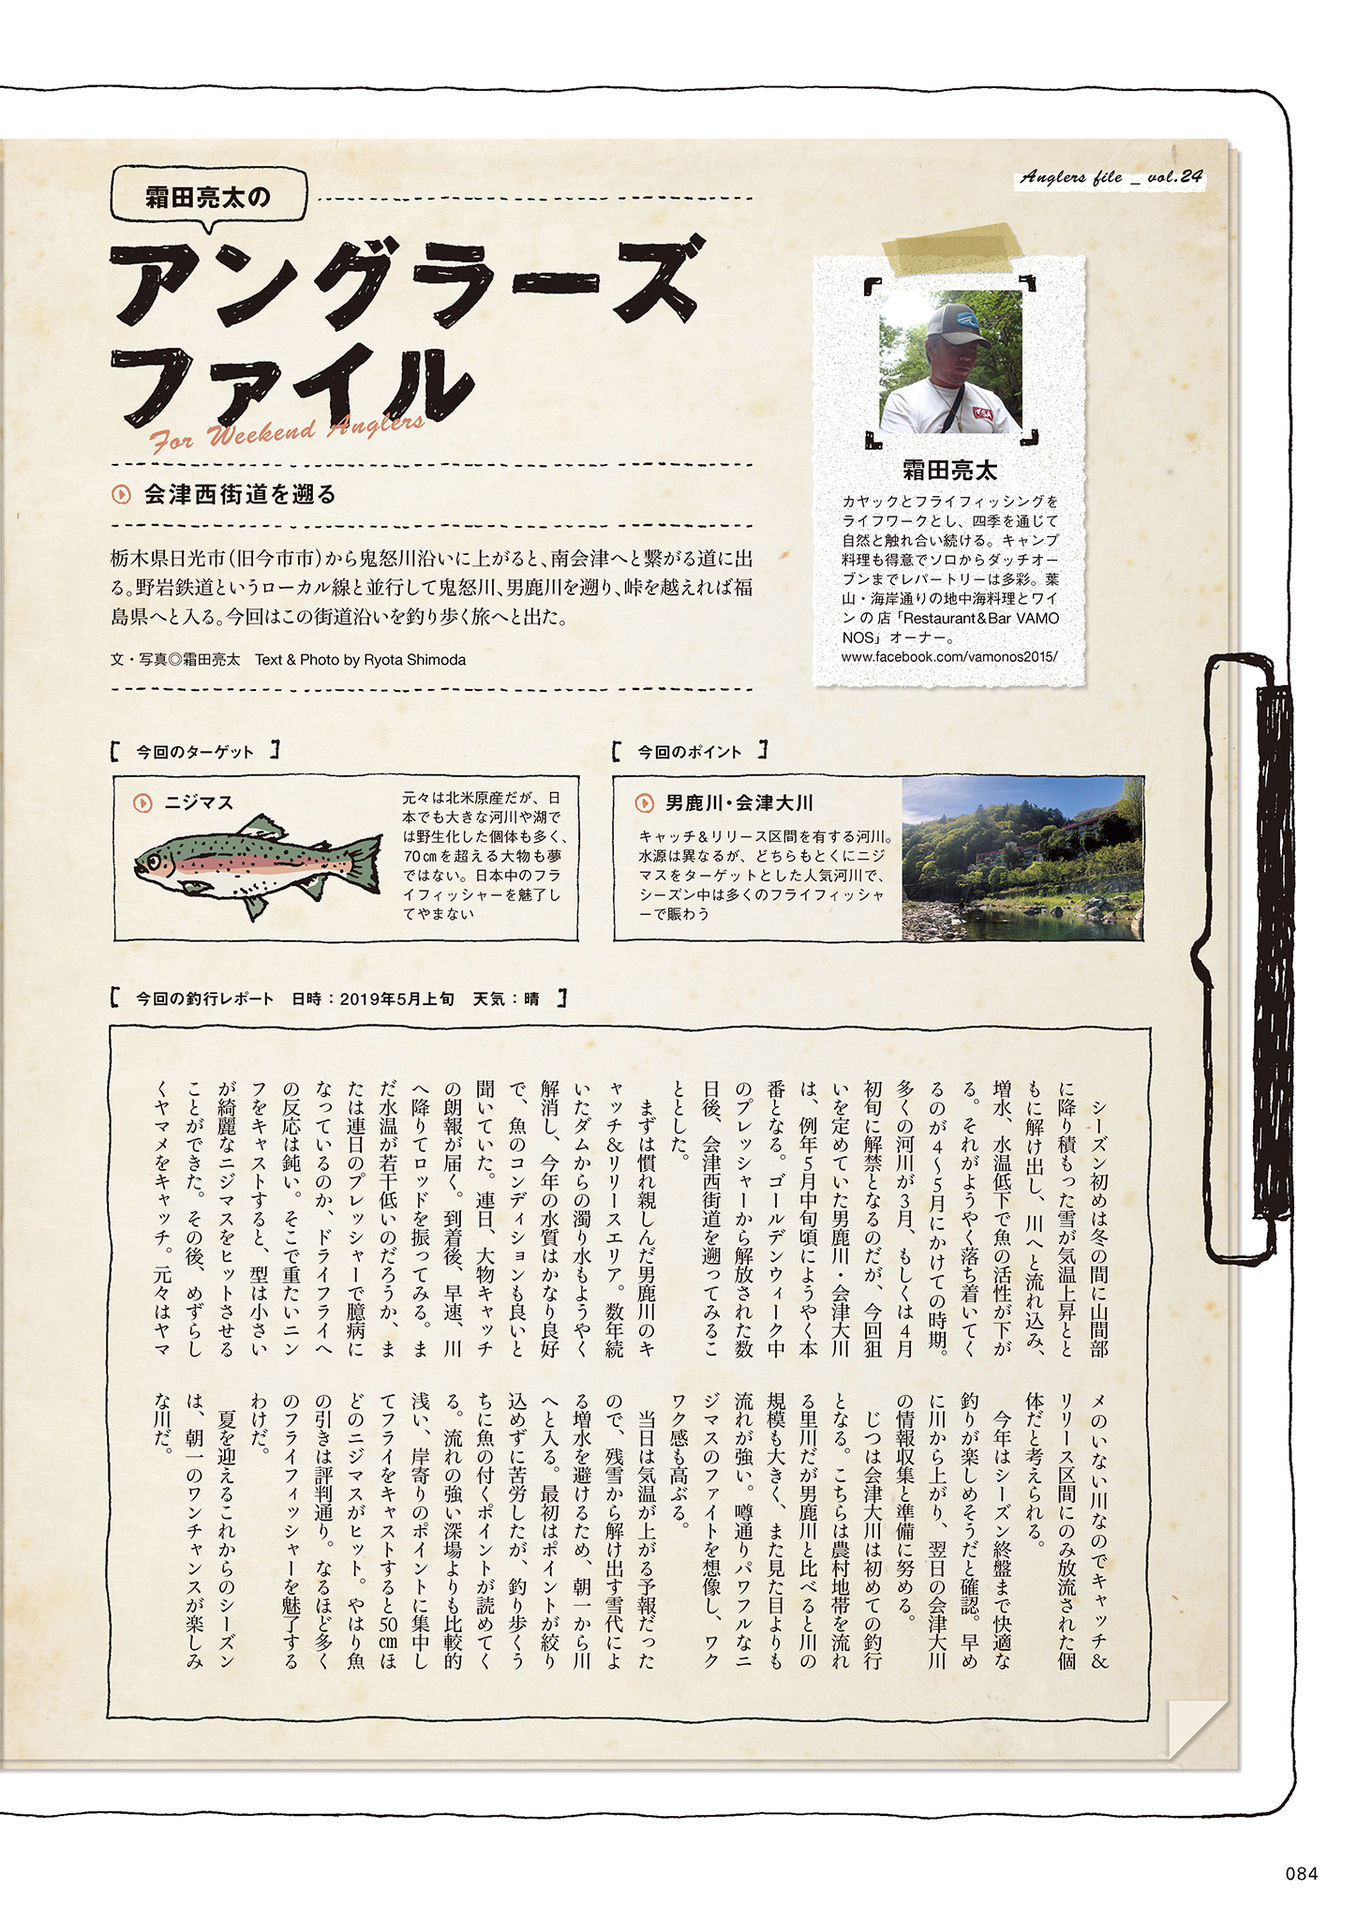 Anglers file _ vol.24
霜田亮太の
アングラーズ
ファイル
For Weekend Anglers
会津西街道を遡る
栃木県日光市（旧今市市）から鬼怒川沿いに上がると、南会津へと繋がる道に出
る。野岩鉄道というローカル線と並行して鬼怒川、男鹿川を遡り、峠を越えれば福
島県へと入る。今回はこの街道沿いを釣り歩く旅へと出た。
文・写真◎霜田亮太　Text & Photo by Ryota Shimoda
霜田亮太
カヤックとフライフィッシングを
ライフワークとし、四季を通じて
自然と触れ合い続ける。キャンプ
料理も得意でソロからダッチオー
ブンまでレパートリーは多彩。葉
山・海岸通りの地中海料理とワイ
ンの店「Restaurant&Bar VAMO
NOS」オーナー。
www.facebook.com/vamonos2015/
［ 今回のターゲット ］
ニジマス
元々は北米原産だが、日
本でも大きな河川や湖で
は野生化した個体も多く、
70㎝を超える大物も夢
ではない。日本中のフラ
イフィッシャーを魅了し
てやまない
［ 今回のポイント ］
男鹿川・会津大川
キャッチ&リリース区間を有する河川。
水源は異なるが、どちらもとくにニジ
マスをターゲットとした人気河川で、
シーズン中は多くのフライフィッシャ
ーで賑わう
［ 今回の釣行レポート　日時：2019年5月上旬　天気：晴 ］
シーズン初めは冬の間に山間部
に降り積もった雪が気温上昇とと
もに解け出し、川へと流れ込み、
増水、水温低下で魚の活性が下が
る。それがようやく落ち着いてく
るのが4〜5月にかけての時期。
多くの河川が3月、もしくは4月
初旬に解禁となるのだが、今回狙
いを定めていた男鹿川・会津大川
は、例年5月中旬頃にようやく本
番となる。ゴールデンウィーク中
のプレッシャーから解放された数
日後、会津西街道を遡ってみるこ
ととした。
まずは慣れ親しんだ男鹿川のキ
ャッチ&リリースエリア。数年続
いたダムからの濁り水もようやく
解消し、今年の水質はかなり良好
で、魚のコンディションも良いと
聞いていた。連日、大物キャッチ
の朗報が届く。到着後、早速、川
へ降りてロッドを振ってみる。ま
だ水温が若干低いのだろうか、ま
たは連日のプレッシャーで臆病に
なっているのか、ドライフライへ
の反応は鈍い。そこで重たいニン
フをキャストすると、型は小さい
が綺麗なニジマスをヒットさせる
ことができた。その後、めずらし
くヤマメをキャッチ。元々はヤマ
メのいない川なのでキャッチ&
リリース区間にのみ放流された個
体だと考えられる。
今年はシーズン終盤まで快適な
釣りが楽しめそうだと確認。早め
に川から上がり、翌日の会津大川
の情報収集と準備に努める。
じつは会津大川は初めての釣行
となる。こちらは農村地帯を流れ
る里川だが男鹿川と比べると川の
規模も大きく、また見た目よりも
流れが強い。噂通りパワフルなニ
ジマスのファイトを想像し、ワク
ワク感も高ぶる。
当日は気温が上がる予報だった
ので、残雪から解け出す雪代によ
る増水を避けるため、朝一から川
へと入る。最初はポイントが絞り
込めずに苦労したが、釣り歩くう
ちに魚の付くポイントが読めてく
る。流れの強い深場よりも比較的
浅い、岸寄りのポイントに集中し
てフライをキャストすると50㎝ほ
どのニジマスがヒット。やはり魚
の引きは評判通り。なるほど多く
のフライフィッシャーを魅了する
わけだ。
夏を迎えるこれからのシーズン
は、朝一のワンチャンスが楽しみ
な川だ。
084